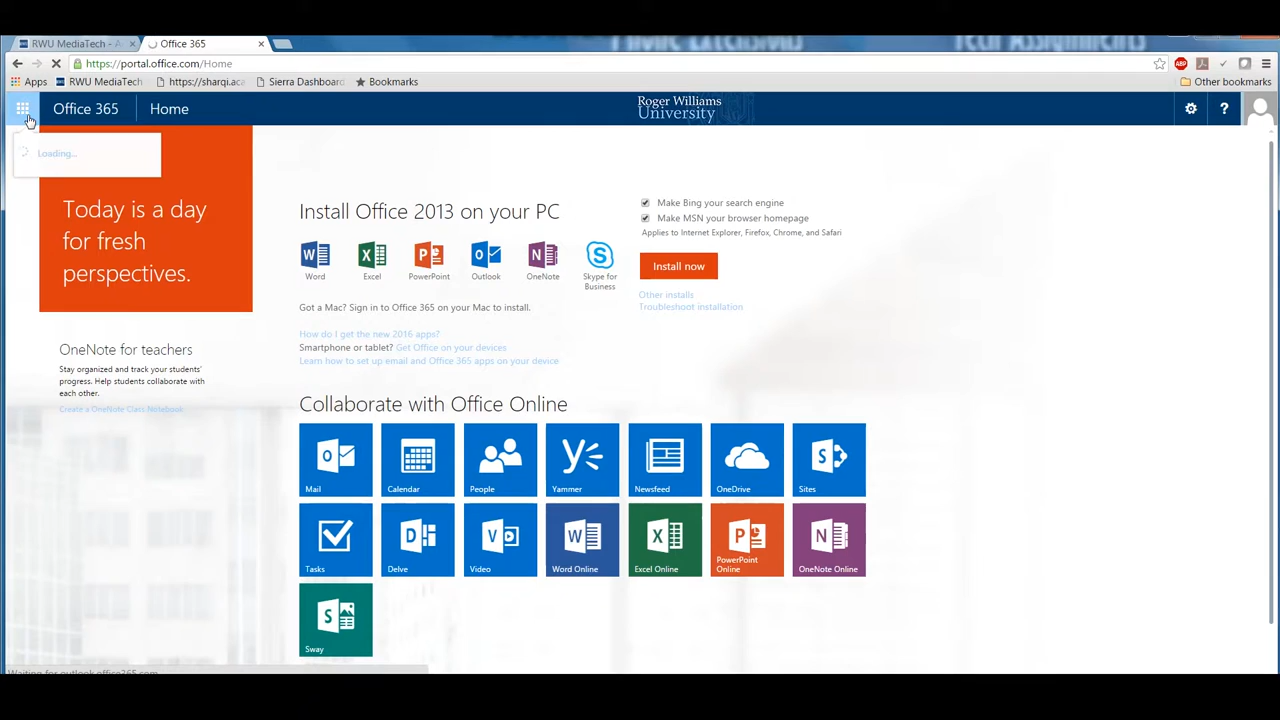 RWU MediaTech - A
Office 365
https://portal.office.com/Home
Apps
RWU MediaTech
https://sharqi.aca
Sierra Dashboard
Bookmarks
Other bookmarks
ABP
Office 365
Home
Roger Williams
University
?
Loading...
Today is a day
for fresh
perspectives.
OneNote for teachers
Stay organized and track your students'
progress. Help students collaborate with
each other.
Create a OneNote Class Notebook
Install Office 2013 on your PC
Word
Excel
PowerPoint
Outlook
OneNote
Skype for
Business
Got a Mac? Sign in to Office 365 on your Mac to install.
How do I get the new 2016 apps?
Smartphone or tablet? Get Office on your devices
Learn how to set up email and Office 365 apps on your device
Make Bing your search engine
Make MSN your browser homepage
Applies to Internet Explorer, Firefox, Chrome, and Safari
Install now
Other installs
Troubleshoot installation
Collaborate with Office Online
Mail
Calendar
People
Yammer
Newsfeed
OneDrive
Sites
Tasks
Delve
Video
Word Online
Excel Online
PowerPoint
Online
OneNote Online
Sway
Waiting for outlook.office365.com